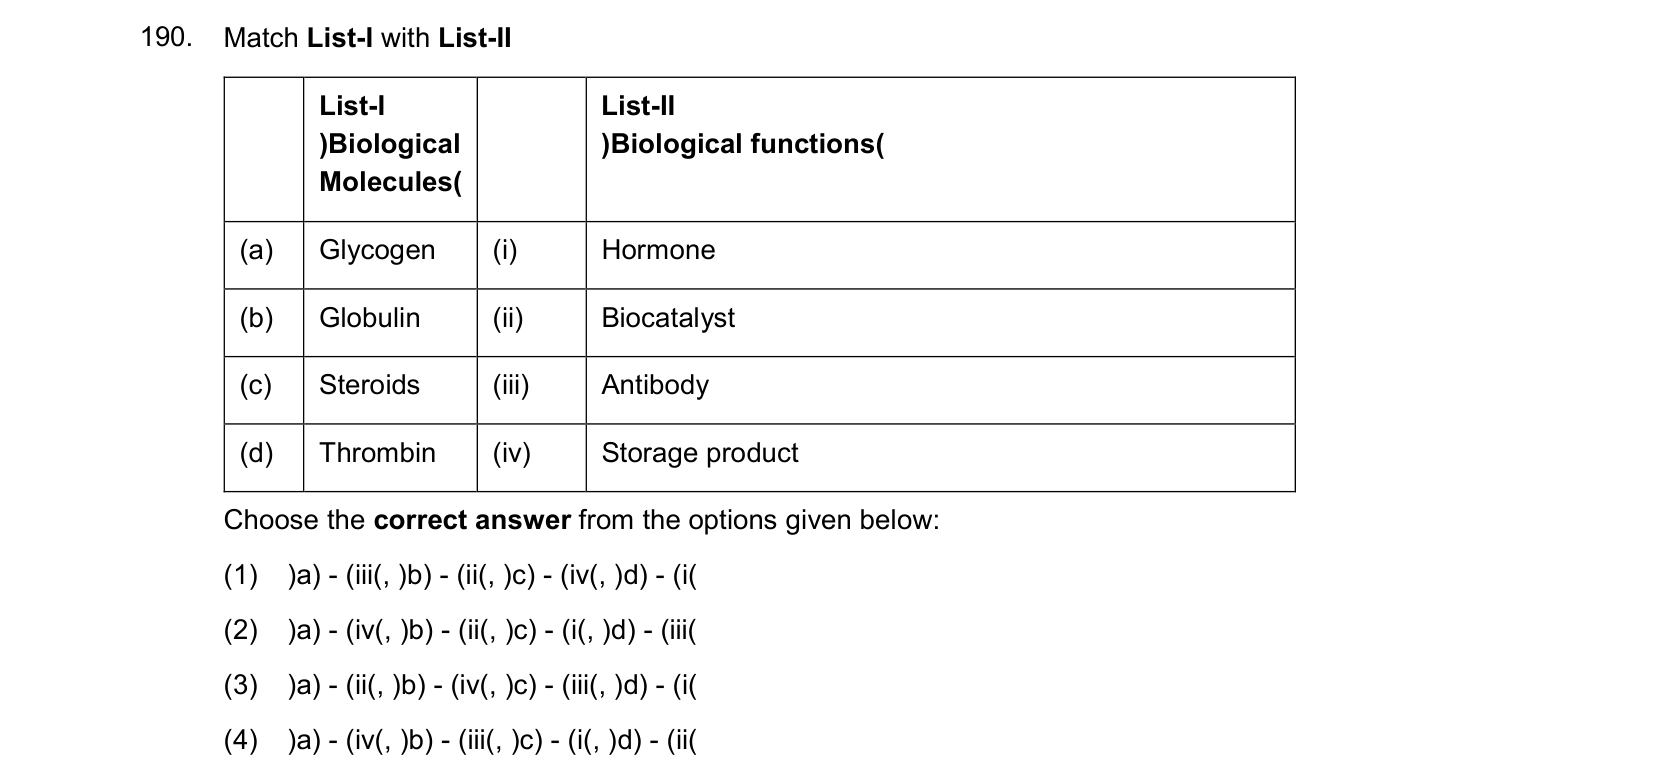 190. Match List-I with List-II
List-I
)Biological
Molecules(
List-II
)Biological functions(
(a) Glycogen (i) Hormone
(b) Globulin (ii) Biocatalyst
(c) Steroids (iii) Antibody
(d) Thrombin (iv) Storage product
Choose the correct answer from the options given below:
(1) )a) - (iii(, )b) - (ii(, )c) - (iv(, )d) - (i(
(2) )a) - (iv(, )b) - (ii(, )c) - (i(, )d) - (iii(
(3) )a) - (ii(, )b) - (iv(, )c) - (iii(, )d) - (i(
(4) )a) - (iv(, )b) - (iii(, )c) - (i(, )d) - (ii(